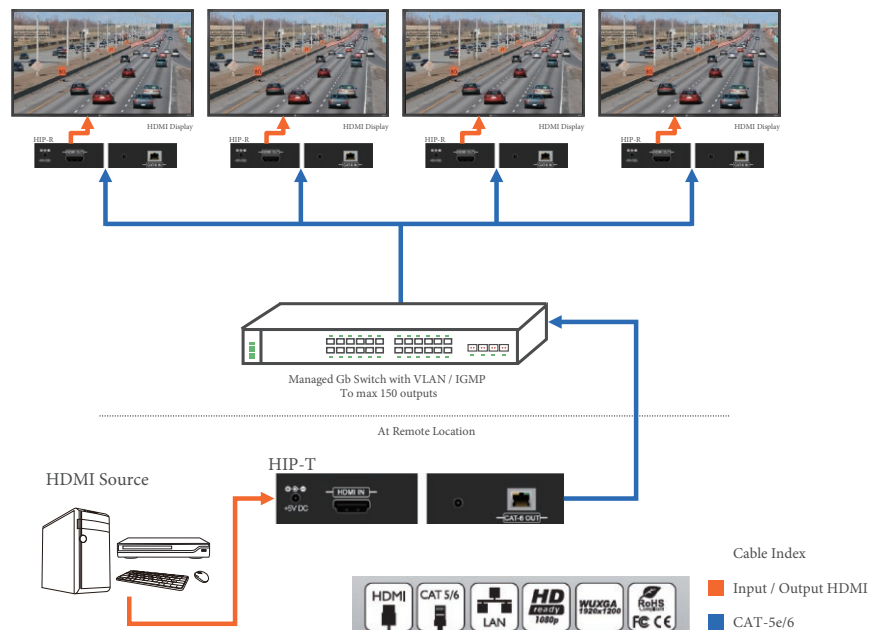 HDMI Display
HDMI Display
HDMI Display
HDMI Display
HIP-R
HIP-R
HIP-R
HIP-R
Managed Gb Switch with VLAN / IGMP
To max 150 outputs
At Remote Location
HIP-T
HDMI Source
HDMI IN
+5V DC
CAT-6 OUT
Cable Index
Input / Output HDMI
CAT-5e/6
HDMI
CAT 5/6
LAN
HD
ready
1080p
WUXGA
1920x1200
RoHS
FC CE